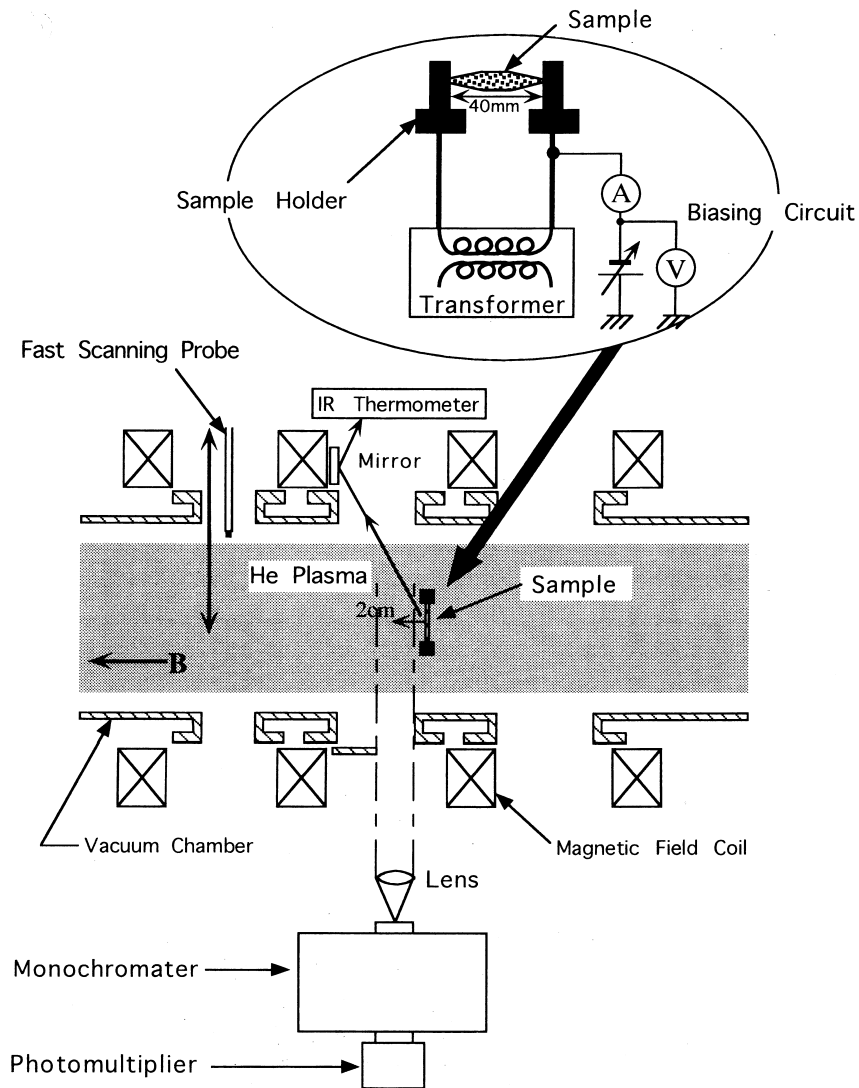 Sample
40mm
Sample Holder
A
Biasing Circuit
V
Transformer
Fast Scanning Probe
IR Thermometer
Mirror
He Plasma
Sample
2cm
B
Vacuum Chamber
Magnetic Field Coil
Lens
Monochromater
Photomultiplier